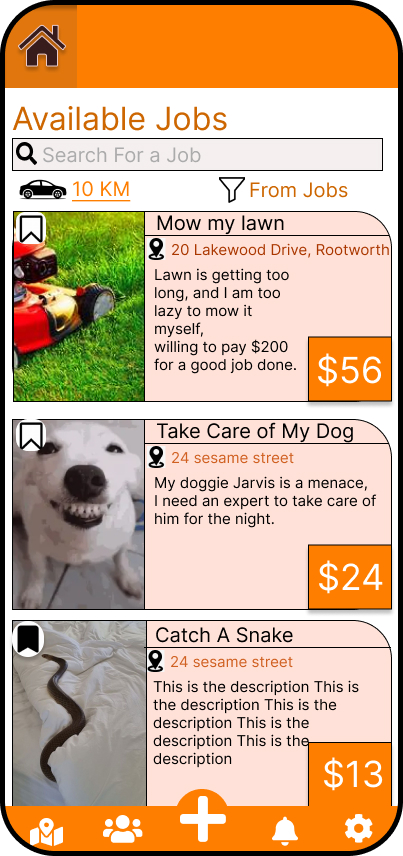 Available Jobs
Search For a Job
10 KM
From Jobs
Mow my lawn
20 Lakewood Drive, Rootworth
Lawn is getting too
long, and I am too
lazy to mow it
myself,
willing to pay $200
for a good job done.
$56
Take Care of My Dog
24 sesame street
My doggie Jarvis is a menace,
I need an expert to take care of
him for the night.
$24
Catch A Snake
24 sesame street
This is the description This is
the description This is the
description This is the
description This is the
description
$13